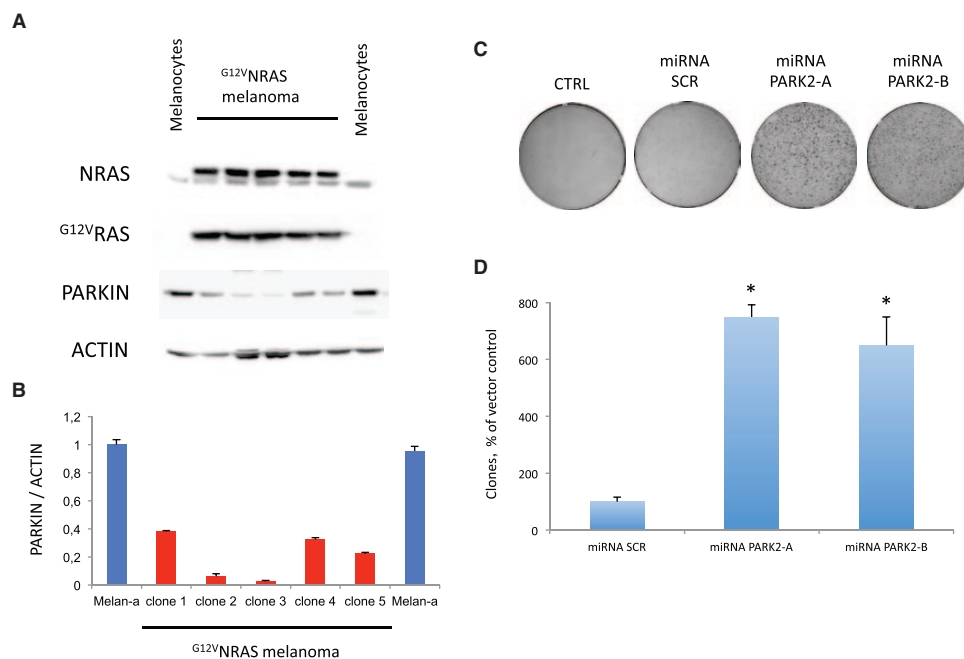 A
Melanocytes
G12VNRAS
melanoma
Melanocytes
NRAS
G12VRAS
PARKIN
ACTIN
B
1,2
1
0,8
0,6
0,4
0,2
0
PARKIN / ACTIN
Melan-a clone 1 clone 2 clone 3 clone 4 clone 5 Melan-a
G12VNRAS melanoma
C
CTRL
miRNA
SCR
miRNA
PARK2-A
miRNA
PARK2-B
D
800
600
400
200
0
Clones, % of vector control
*
*
miRNA SCR miRNA PARK2-A miRNA PARK2-B